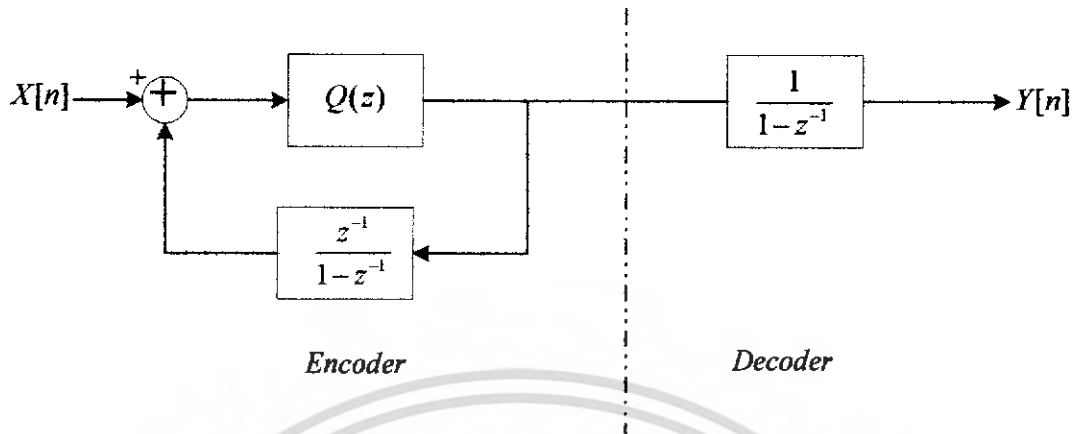 X[n]
+
+
Q(z)
1
1-z^{-1}
Y[n]
z^{-1}
1-z^{-1}
Encoder
Decoder